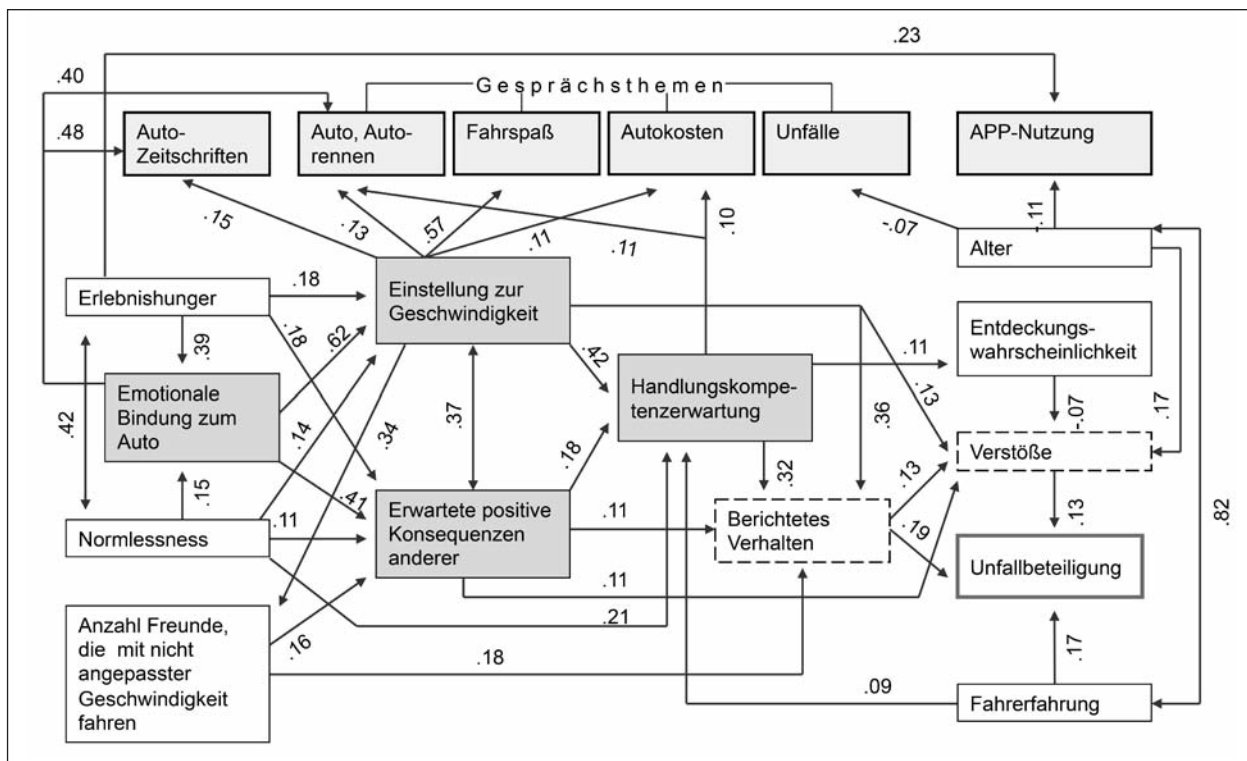 .23
.40
Gesprächsthemen
.48
Auto-
Zeitschriften
Auto, Auto-
rennen
Fahrspaß
Autokosten
Unfälle
APP-Nutzung
.15
.13
.57
.11
.11
.10
-.07
-.11
Alter
Erlebnishunger
.18
Einstellung zur
Geschwindigkeit
Entdeckungs-
wahrscheinlichkeit
.39
.18
.62
.42
.11
Handlungskompe-
tenzerwartung
Emotionale
Bindung zum
Auto
.42
.14
.34
.37
.13
.36
-.07
.17
.18
Verstöße
.15
.41
.32
.13
.13
.82
Normlessness
.11
Erwartete positive
Konsequenzen
anderer
.11
Berichtetes
Verhalten
.19
.11
Unfallbeteiligung
Anzahl Freunde,
die mit nicht
angepasster
Geschwindigkeit
fahren
.16
.21
.18
.17
.09
Fahrerfahrung